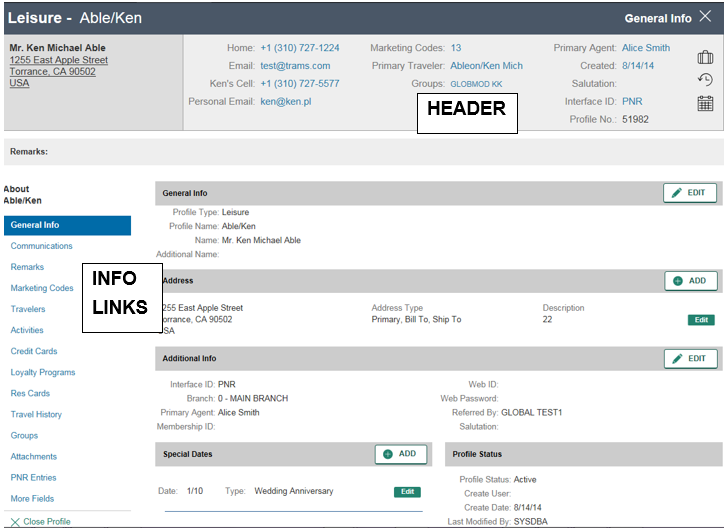 Leisure - Able/Ken
General Info
Mr. Ken Michael Able
1255 East Apple Street
Torrance, CA 90502
USA
Home: +1 (310) 727-1224
Email: test@trams.com
Ken's Cell: +1 (310) 727-5577
Personal Email: ken@ken.pl
Marketing Codes: 13
Primary Traveler: Ableon/Ken Mich
Groups: GLOBMOD KK
HEADER
Primary Agent: Alice Smith
Created: 8/14/14
Salutation:
Interface ID: PNR
Profile No.: 51982
Remarks:
About
Able/Ken
General Info
Communications
Remarks
Marketing Codes
Travelers
Activities
Credit Cards
Loyalty Programs
Res Cards
Travel History
Groups
Attachments
PNR Entries
More Fields
Close Profile
INFO
LINKS
General Info
EDIT
Profile Type: Leisure
Profile Name: Able/Ken
Name: Mr. Ken Michael Able
Additional Name:
Address
ADD
255 East Apple Street
orrance, CA 90502
USA
Address Type
Primary, Bill To, Ship To
Description
22
Edit
Additional Info
EDIT
Interface ID: PNR
Branch: 0 - MAIN BRANCH
Primary Agent: Alice Smith
Membership ID:
Web ID:
Web Password:
Referred By: GLOBAL TEST1
Salutation:
Special Dates
ADD
Date: 1/10 Type: Wedding Anniversary
Edit
Profile Status
Profile Status: Active
Create User:
Create Date: 8/14/14
Last Modified By: SYSDBA